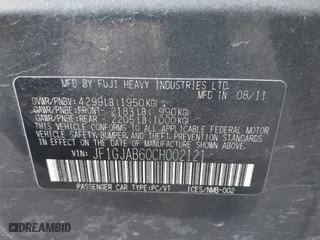 MFD BY FUJI HEAVY INDUSTRIES LTD.
GVWR/PNBV: 4299LB(1950KG) MFD IN 08/11
GAWR/PNBE: FRONT- 2183LB( 990KG)
GAWR/PNBE: REAR - 2205LB(1000KG)
THIS VEHICLE CONFORMS TO ALL APPLICABLE FEDERAL MOTOR
VEHICLE SAFETY, BUMPER, AND THEFT PREVENTION STANDARDS
IN EFFECT ON THE DATE OF MANUFACTURE SHOWN ABOVE.
VIN: JF1GJAB60CH002121
PASSENGER CAR TYPE:PC/VT ICES/NMB-002
autobidmaster